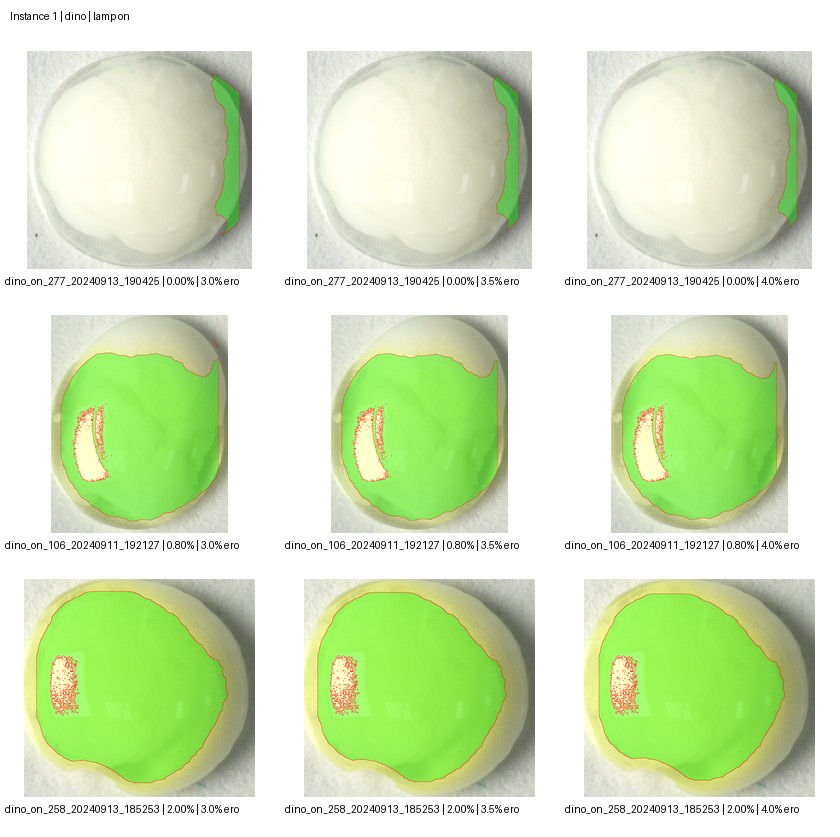 Instance 1 | dino | lamp on
dino_on_277_20240913_190425 | 0.00% | 3.0% ero
dino_on_277_20240913_190425 | 0.00% | 3.5% ero
dino_on_277_20240913_190425 | 0.00% | 4.0% ero
dino_on_106_20240911_192127 | 0.80% | 3.0% ero
dino_on_106_20240911_192127 | 0.80% | 3.5% ero
dino_on_106_20240911_192127 | 0.80% | 4.0% ero
dino_on_258_20240913_185253 | 2.00% | 3.0% ero
dino_on_258_20240913_185253 | 2.00% | 3.5% ero
dino_on_258_20240913_185253 | 2.00% | 4.0% ero